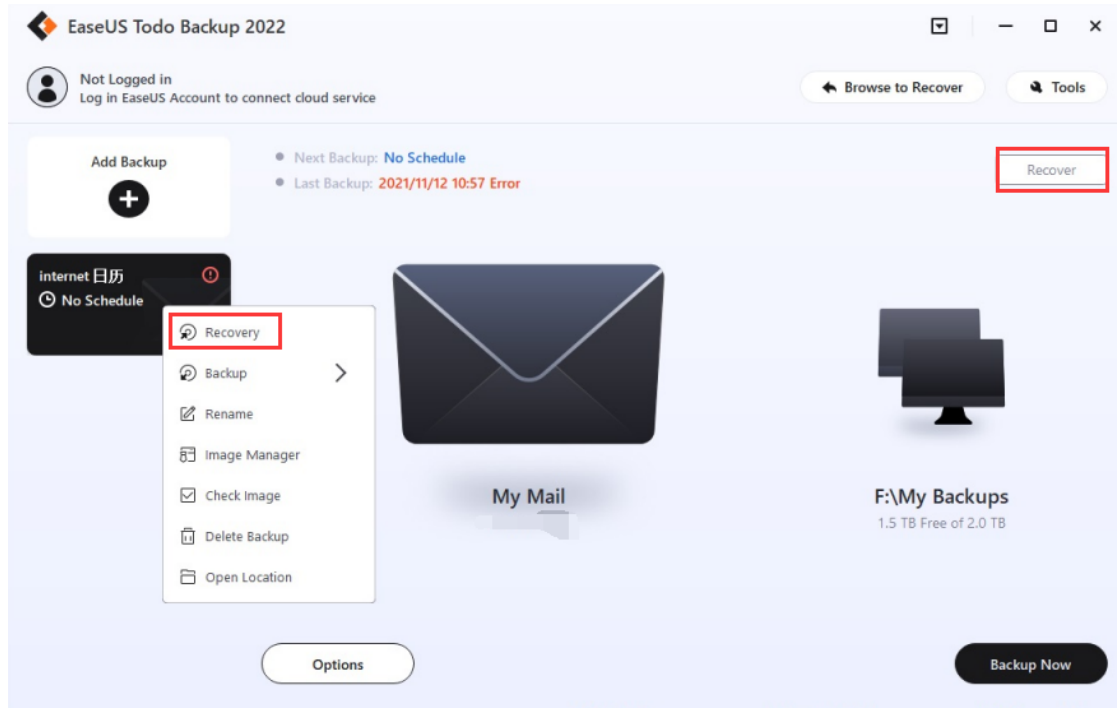 EaseUS Todo Backup 2022
Not Logged in
Log in EaseUS Account to connect cloud service
Browse to Recover
Tools
Add Backup
Next Backup: No Schedule
Last Backup: 2021/11/12 10:57 Error
Recover
internet 日历
No Schedule
Recovery
Backup
Rename
Image Manager
Check Image
Delete Backup
Open Location
My Mail
F:\My Backups
1.5 TB Free of 2.0 TB
Options
Backup Now